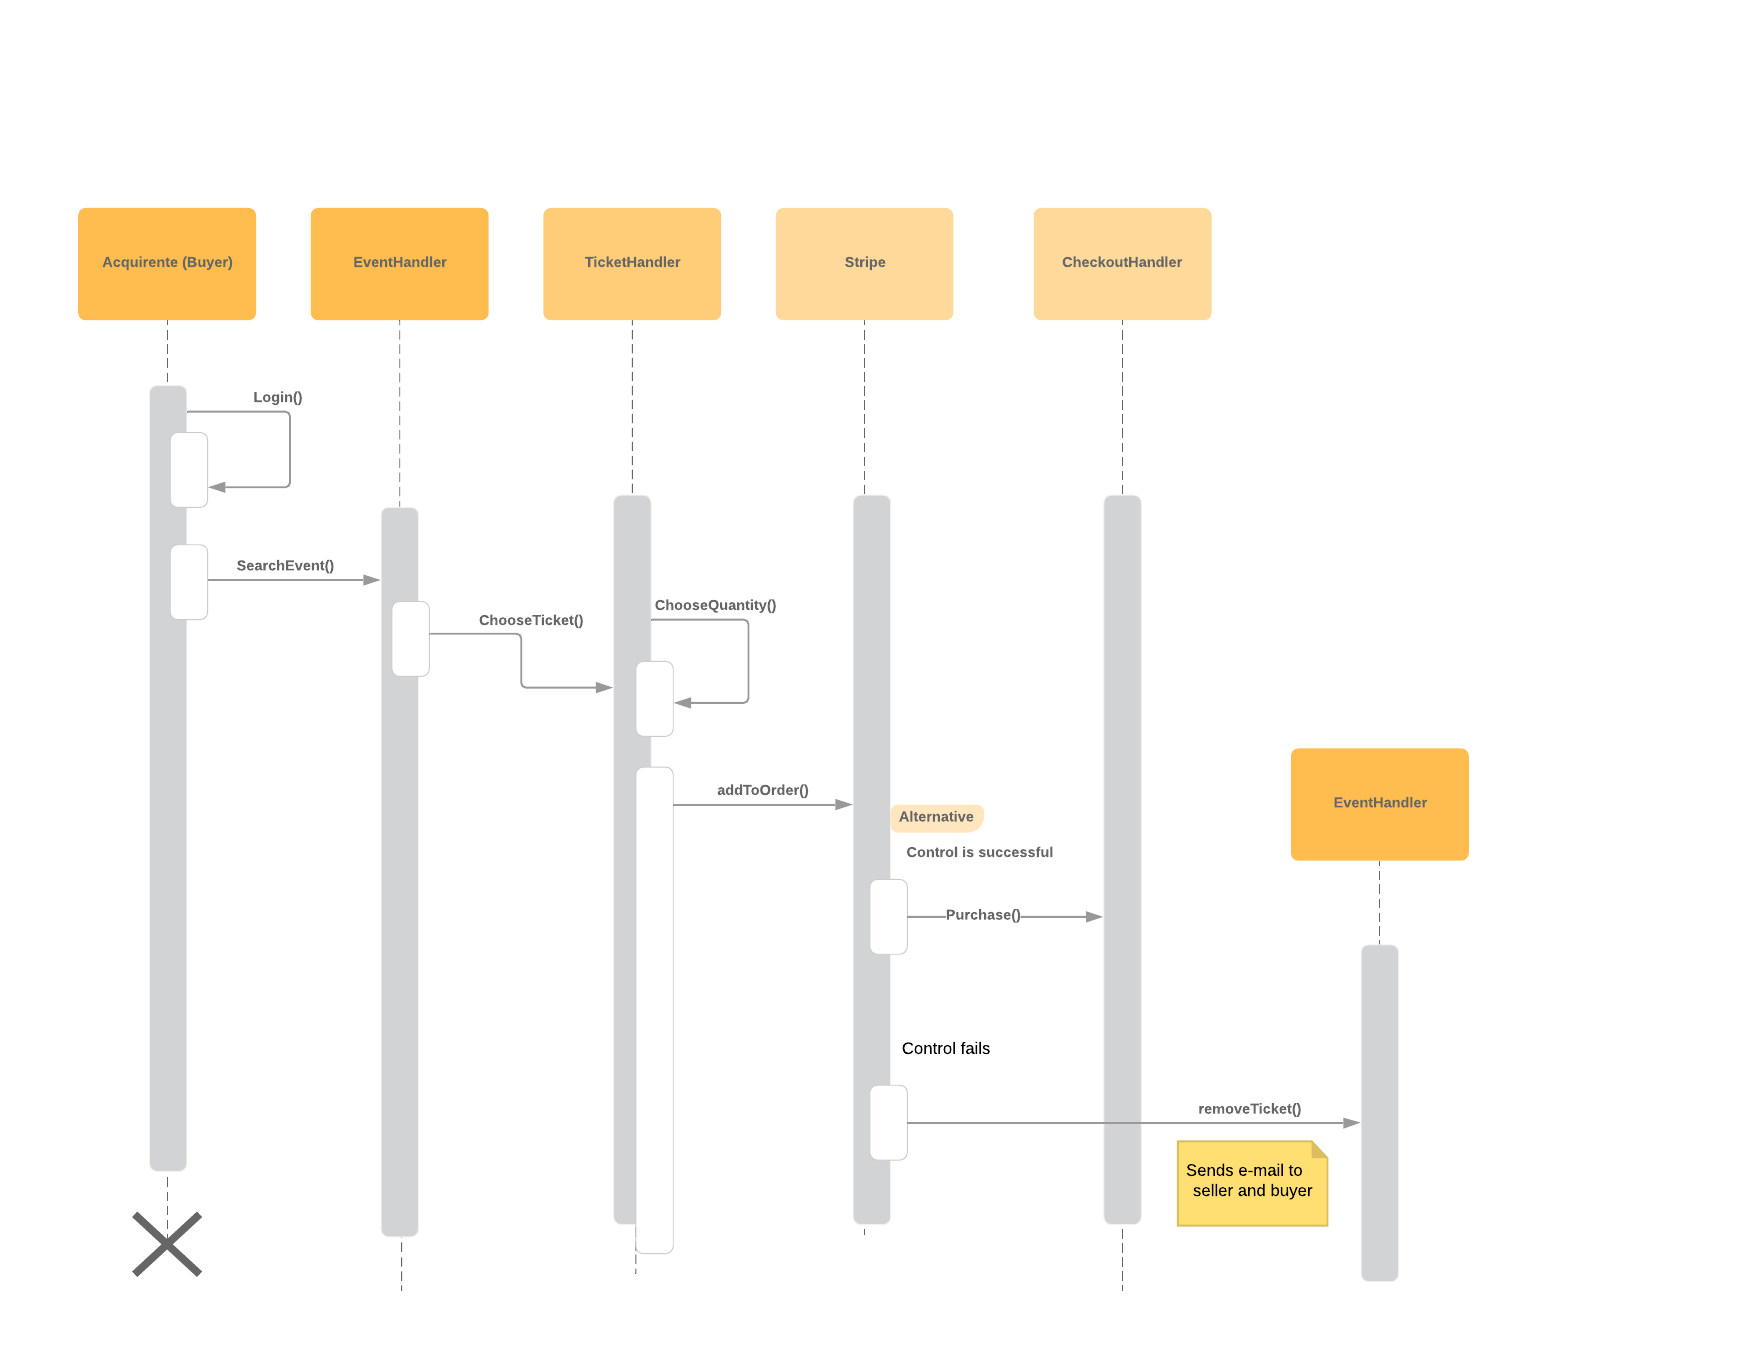 Acquirente (Buyer)
EventHandler
TicketHandler
Stripe
CheckoutHandler
Login()
SearchEvent()
ChooseTicket()
ChooseQuantity()
addToOrder()
Alternative
Control is successful
Purchase()
EventHandler
Control fails
removeTicket()
Sends e-mail to
seller and buyer